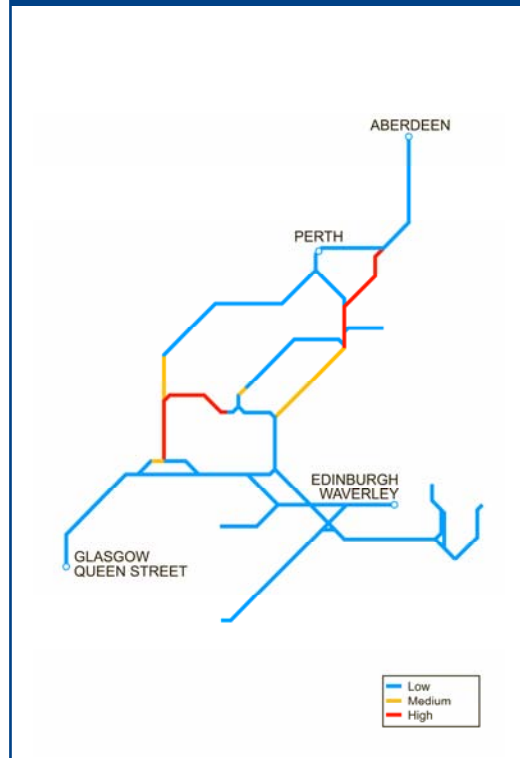 ABERDEEN
PERTH
EDINBURGH
WAVERLEY
GLASGOW
QUEEN STREET
Low
Medium
High